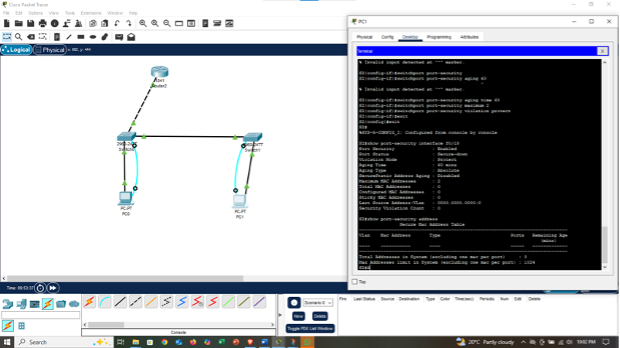 Cisco Packet Tracer
File Edit Options View Tools Extensions Window Help
Logical
Physical
Router2
Switch0
Switch1
PC-PT
PC0
PC-PT
PC1
PC1
Physical Config Desktop Programming Attributes
Terminal
X
% Invalid input detected at '^' marker.
S2(config-if)#switchport port-security
S2(config-if)#switchport port-security aging 60
^
% Invalid input detected at '^' marker.
S2(config-if)#switchport port-security aging time 60
S2(config-if)#switchport port-security maximum 2
S2(config-if)#switchport port-security violation protect
S2(config-if)#exit
S2(config)#exit
S2#
%SYS-5-CONFIG_I: Configured from console by console
S2#show port-security interface f0/18
Port Security : Enabled
Port Status : Secure-down
Violation Mode : Protect
Aging Time : 60 mins
Aging Type : Absolute
SecureStatic Address Aging : Disabled
Maximum MAC Addresses : 2
Total MAC Addresses : 0
Configured MAC Addresses : 0
Sticky MAC Addresses : 0
Last Source Address:Vlan : 0000.0000.0000:0
Security Violation Count : 0
S2#show port-security address
Secure Mac Address Table
Vlan Mac Address Type Ports Remaining Age
(mins)
Total Addresses in System (excluding one mac per port) : 0
Max Addresses limit in System (excluding one mac per port) : 1024
S2#
Top
Time: 00:53:37
Scenario 0
New Delete
Toggle PDU List Window
Fire Last Status Source Destination Type Color Time(sec) Periodic Num Edit Delete
Console
Search
20°C Partly cloudy
10:02 PM